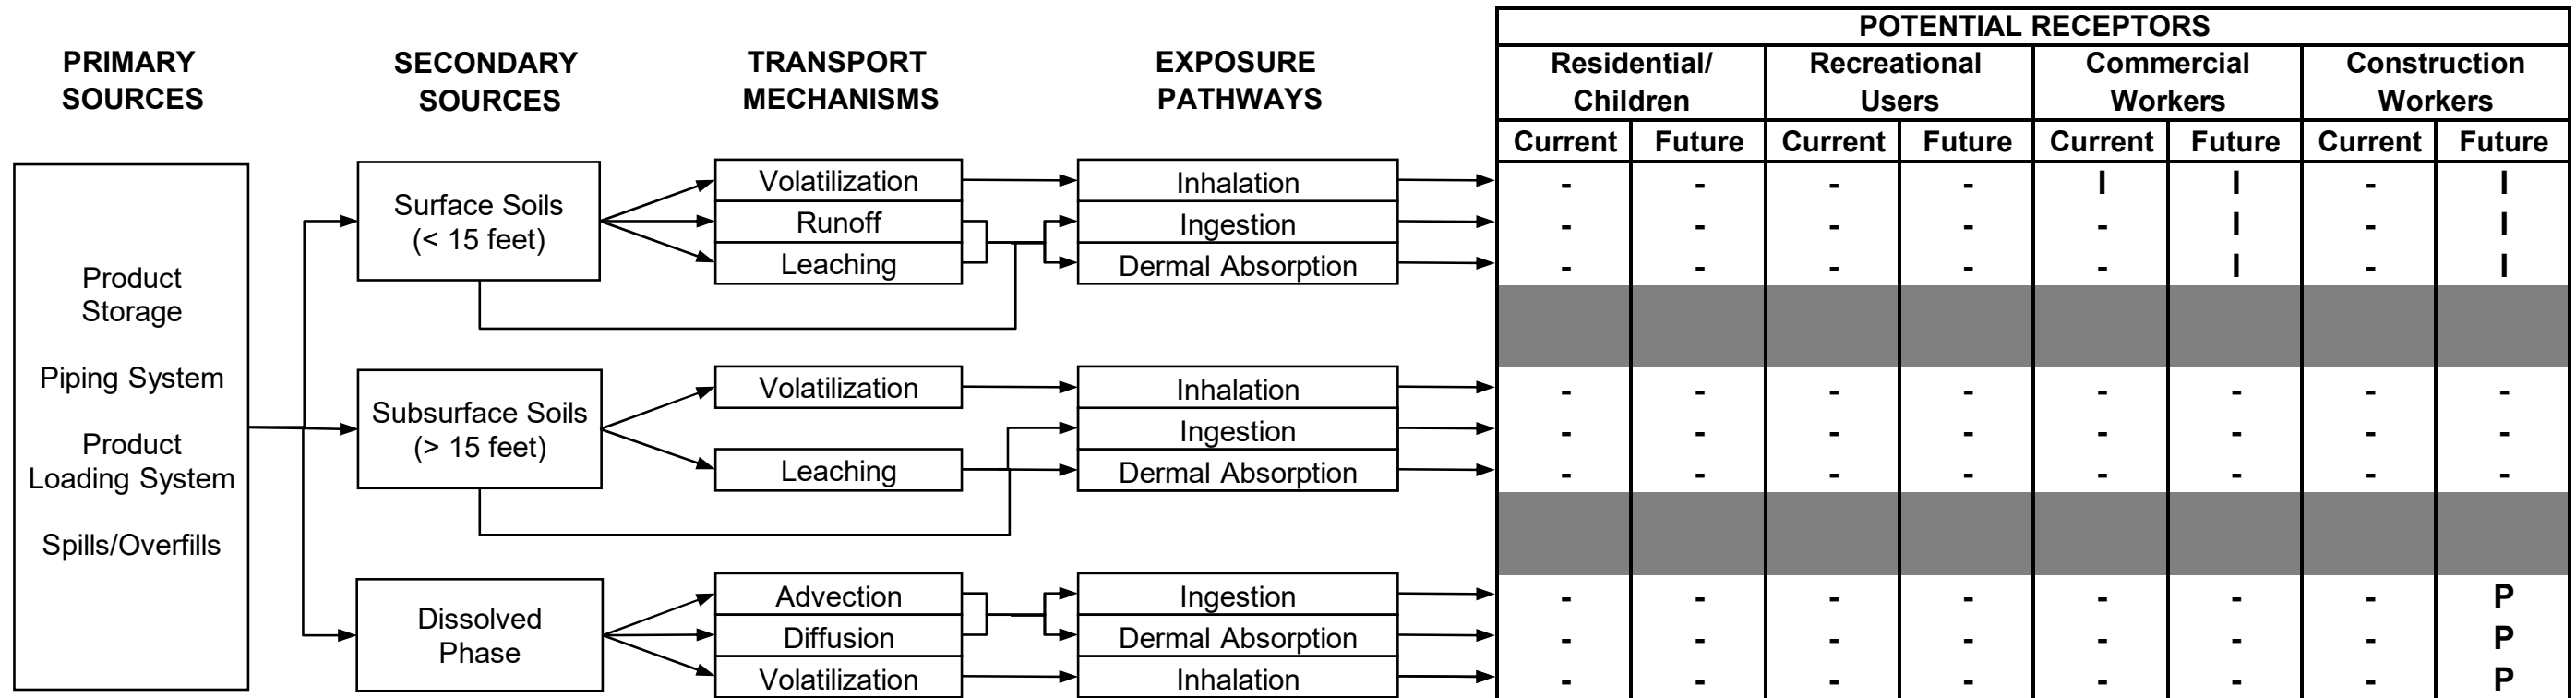 POTENTIAL RECEPTORS
PRIMARY SOURCES
SECONDARY SOURCES
TRANSPORT MECHANISMS
EXPOSURE PATHWAYS
Residential/ Children
Recreational Users
Commercial Workers
Construction Workers
Current Future Current Future Current Future Current Future
Product
Storage
Piping System
Product
Loading System
Spills/Overfills
Surface Soils
(< 15 feet)
Volatilization
Runoff
Leaching
Inhalation - - - - I I - I
Ingestion - - - - - I - I
Dermal Absorption - - - - - I - I
Subsurface Soils
(> 15 feet)
Volatilization
Leaching
Inhalation - - - - - - - -
Ingestion - - - - - - - -
Dermal Absorption - - - - - - - -
Dissolved
Phase
Advection
Diffusion
Volatilization
Ingestion - - - - - - - P
Dermal Absorption - - - - - - - P
Inhalation - - - - - - - P